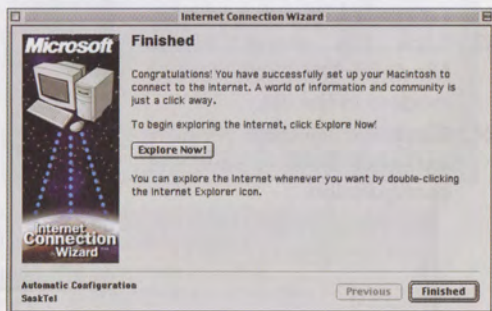 Internet Connection Wizard
Microsoft
Finished
Congratulations! You have successfully set up your Macintosh to
connect to the Internet. A world of information and community is
just a click away.
To begin exploring the Internet, click Explore Now!
Explore Now!
You can explore the Internet whenever you want by double-clicking
the Internet Explorer icon.
Internet
Connection
Wizard
Automatic Configuration
SaskTel
Previous
Finished